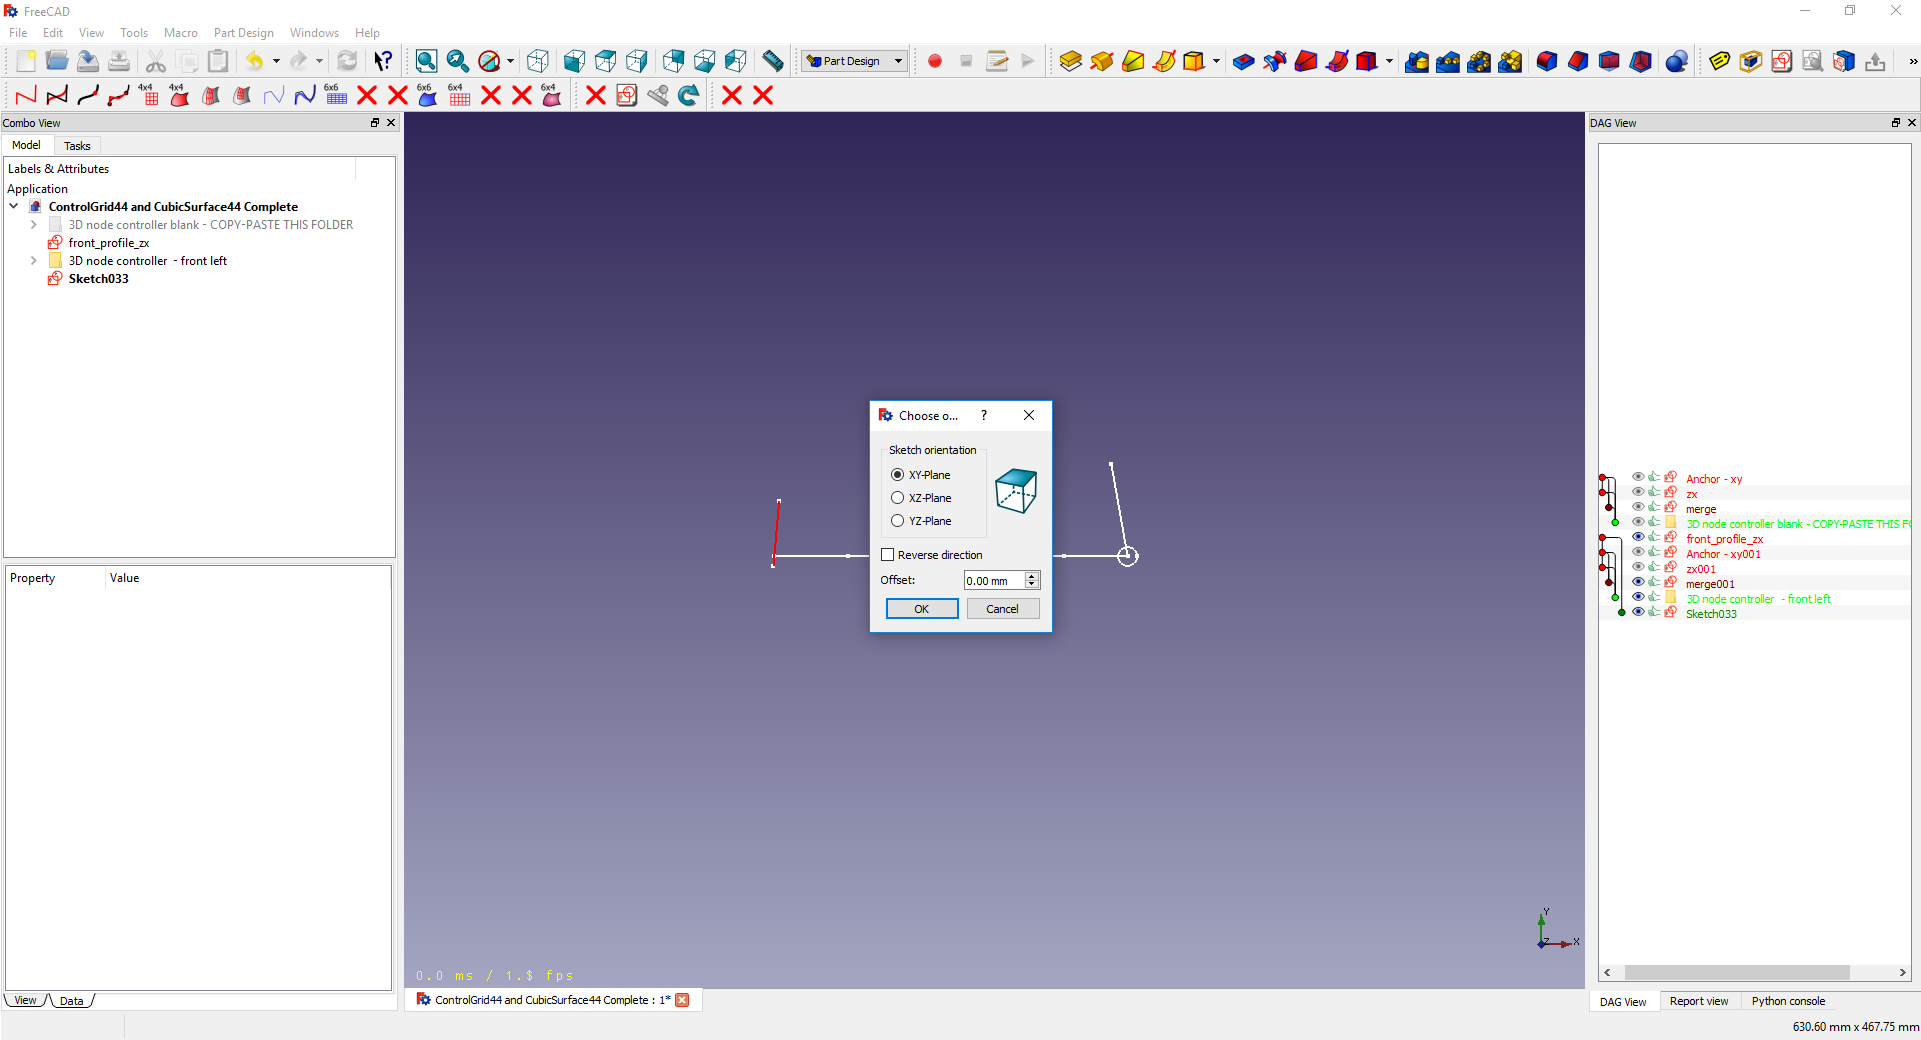 FreeCAD
File Edit View Tools Macro Part Design Windows Help
Part Design
»
4x4 4x4 6x6 6x6 6x4 6x4
Combo View
Model Tasks
Labels & Attributes
Application
ControlGrid44 and CubicSurface44 Complete
3D node controller blank - COPY-PASTE THIS FOLDER
front_profile_zx
3D node controller - front left
Sketch033
Property Value
View Data
Choose o... ?
Sketch orientation
XY-Plane
XZ-Plane
YZ-Plane
Reverse direction
Offset: 0.00 mm
OK Cancel
Y
Z X
0.0 ms / 1.$ fps
ControlGrid44 and CubicSurface44 Complete : 1*
DAG View
Anchor - xy
zx
merge
3D node controller blank - COPY-PASTE THIS F
front_profile_zx
Anchor - xy001
zx001
merge001
3D node controller - front left
Sketch033
DAG View Report view Python console
630.60 mm x 467.75 mm